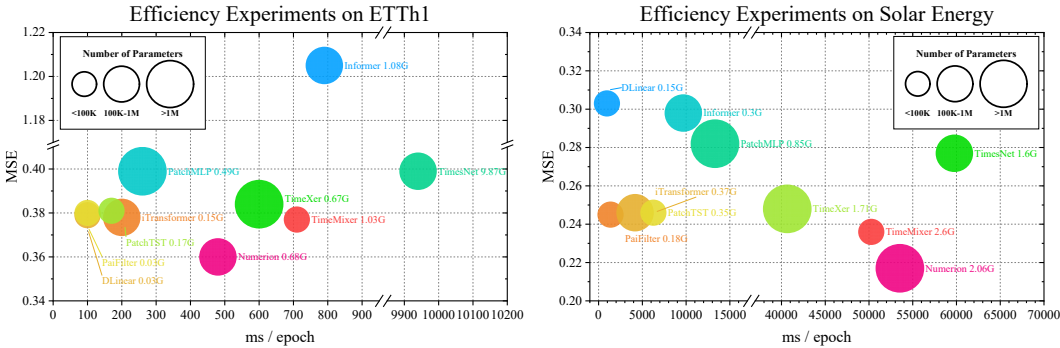 Efficiency Experiments on ETTh1
1.22
1.20
1.18
0.40
0.38
0.36
0.34
MSE
Number of Parameters
<100K 100K-1M >1M
Informer 1.08G
PatchMLP 0.49G
TimesNet 9.87G
TimeXer 0.67G
iTransformer 0.15G
TimeMixer 1.03G
PatchTST 0.17G
Numerion 0.68G
PaiFilter 0.03G
DLinear 0.03G
0 100 200 300 400 500 600 700 800 900 9900 10000 10100 10200
ms / epoch
Efficiency Experiments on Solar Energy
0.34
0.32
0.30
0.28
0.26
0.24
0.22
0.20
MSE
Number of Parameters
<100K 100K-1M >1M
DLinear 0.15G
Informer 0.3G
PatchMLP 0.85G
TimesNet 1.6G
iTransformer 0.37G
PatchTST 0.35G
TimeXer 1.71G
PaiFilter 0.18G
TimeMixer 2.6G
Numerion 2.06G
0 5000 10000 15000 40000 45000 50000 55000 60000 65000 70000
ms / epoch